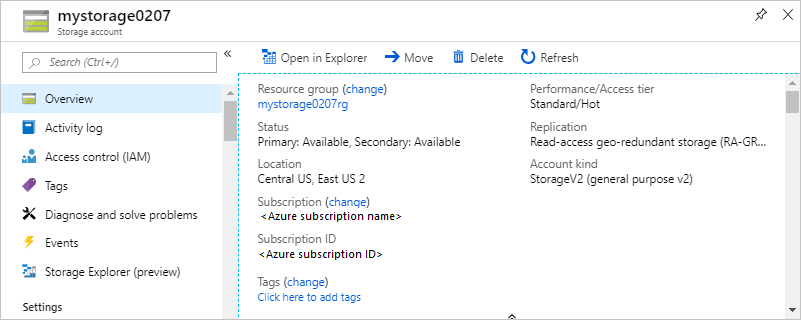 mystorage0207
Storage account
Search (Ctrl+/)
Overview
Activity log
Access control (IAM)
Tags
Diagnose and solve problems
Events
Storage Explorer (preview)
Settings
Open in Explorer
Move
Delete
Refresh
Resource group (change)
mystorage0207rg
Status
Primary: Available, Secondary: Available
Location
Central US, East US 2
Subscription (change)
<Azure subscription name>
Subscription ID
<Azure subscription ID>
Tags (change)
Click here to add tags
Performance/Access tier
Standard/Hot
Replication
Read-access geo-redundant storage (RA-GR...
Account kind
StorageV2 (general purpose v2)